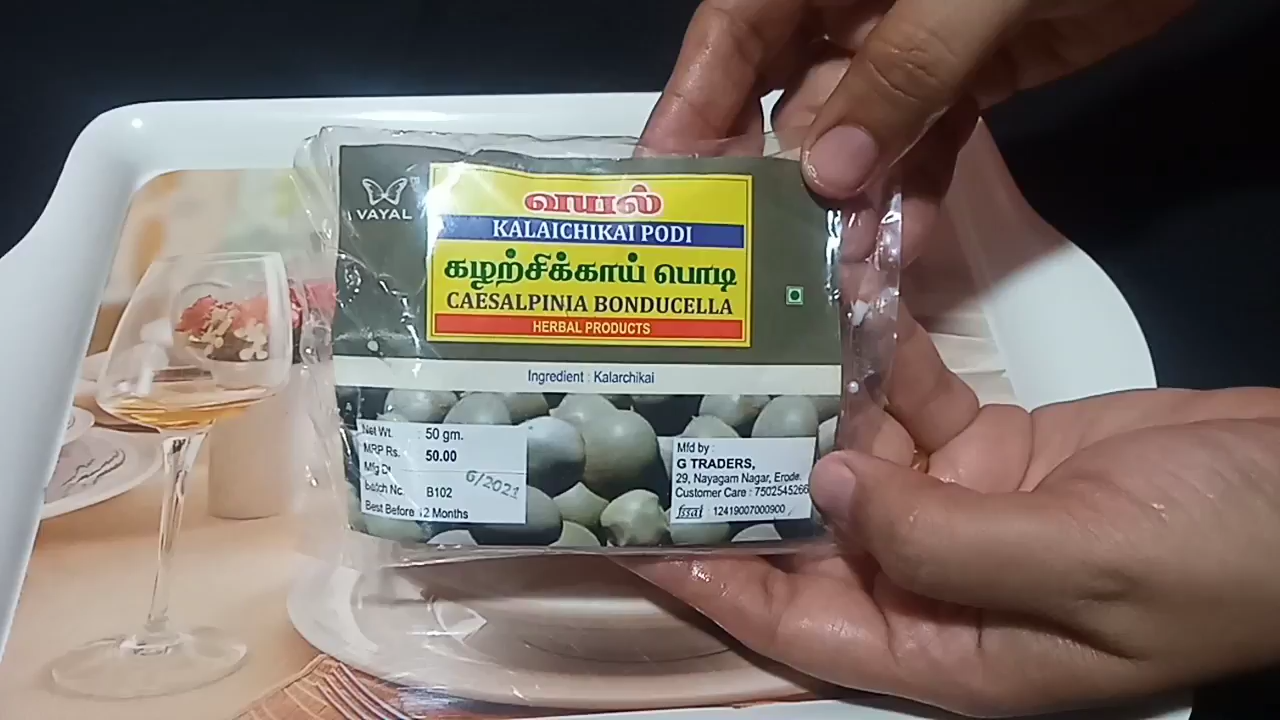 VAYAL
வயல்
KALAICHIKAI PODI
கழற்சிக்காய் பொடி
CAESALPINIA BONDUCELLA
HERBAL PRODUCTS
Ingredient : Kalarchikai
Net Wt. : 50 gm.
MRP Rs. 50.00
Mfg Dt 6/2021
Batch No. B102
Best Before 12 Months
Mfd by :
G TRADERS,
29, Nayagam Nagar, Erode.
Customer Care : 7502545266
fssai : 12419007000900